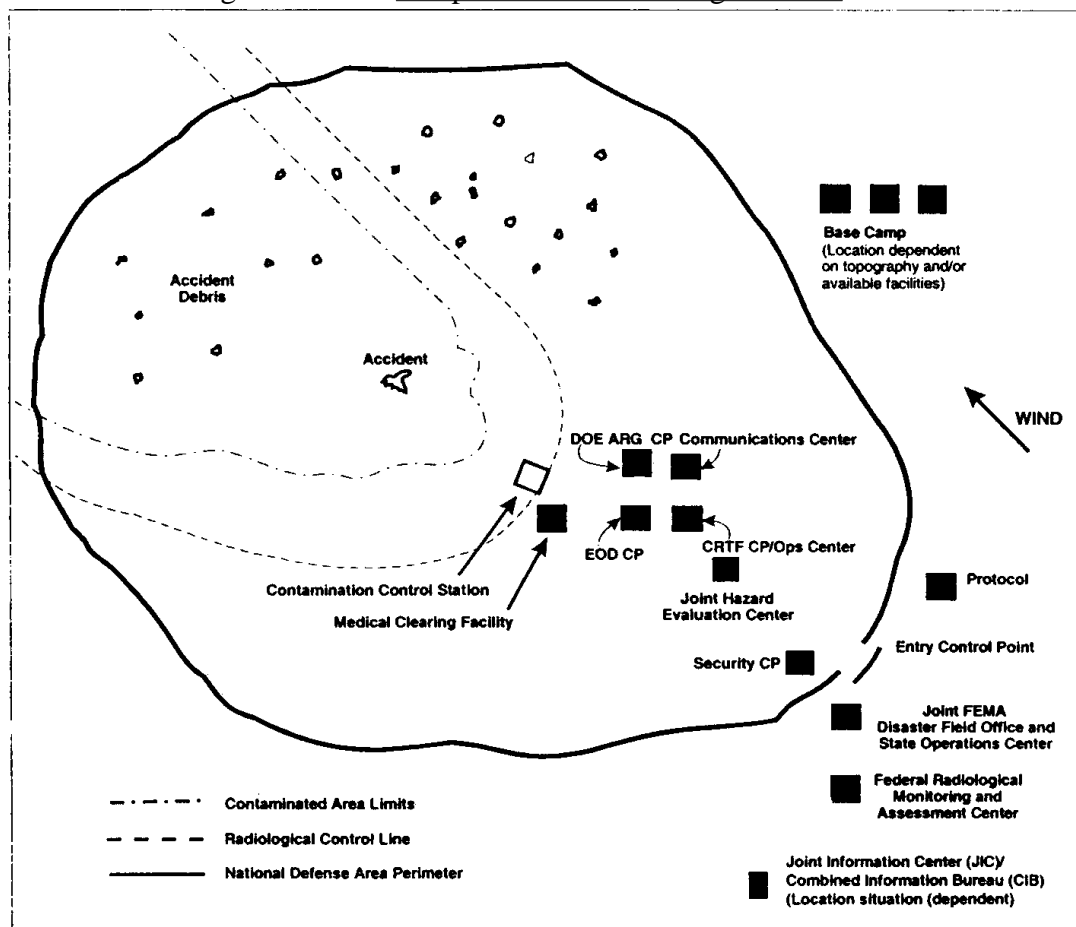 Base Camp
(Location dependent
on topography and/or
available facilities)
Accident
Debris
Accident
WIND
DOE ARG CP Communications Center
EOD CP
CRTF CP/Ops Center
Contamination Control Station
Joint Hazard
Evaluation Center
Medical Clearing Facility
Protocol
Entry Control Point
Security CP
Joint FEMA
Disaster Field Office and
State Operations Center
Federal Radiological
Monitoring and
Assessment Center
Contaminated Area Limits
Radiological Control Line
National Defense Area Perimeter
Joint Information Center (JIC)/
Combined Information Bureau (CIB)
(Location situation (dependent)